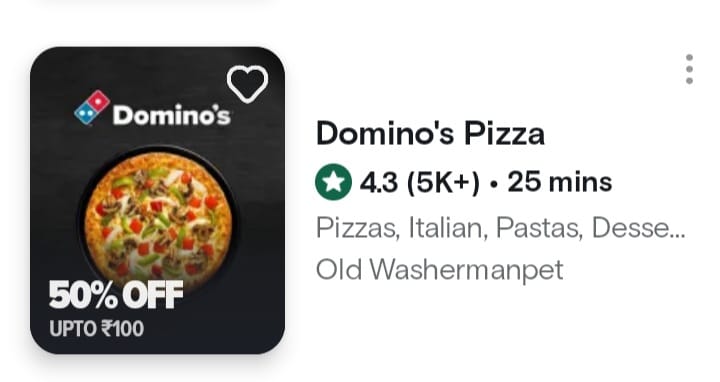 Domino's
50% OFF
UPTO ₹100
Domino's Pizza
4.3 (5K+) • 25 mins
Pizzas, Italian, Pastas, Desse...
Old Washermanpet